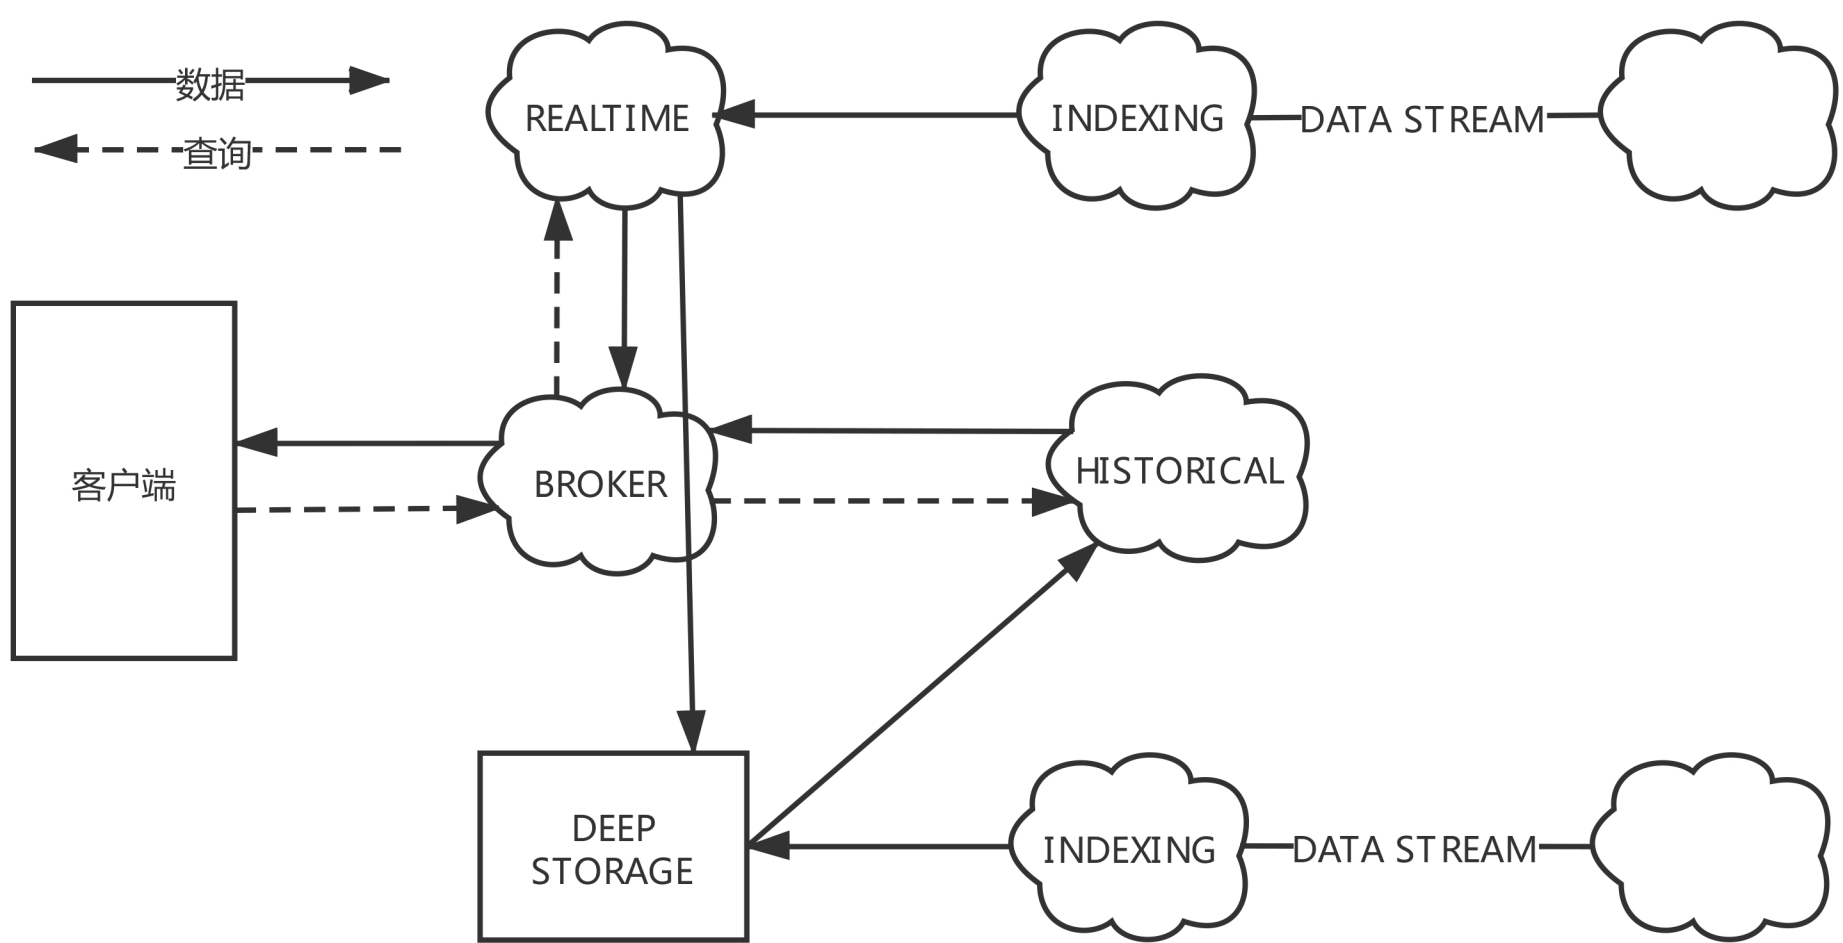 数据
查询
REALTIME
INDEXING
DATA STREAM
客户端
BROKER
HISTORICAL
DEEP
STORAGE
INDEXING
DATA STREAM